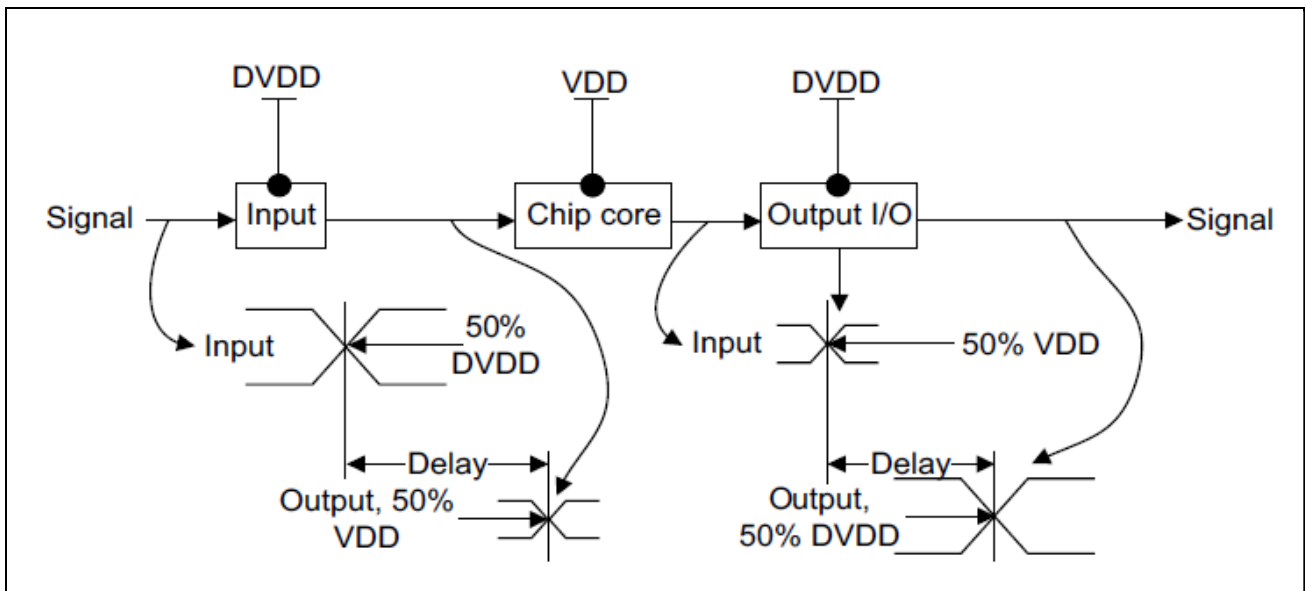 DVDD
VDD
DVDD
Signal
Input
Chip core
Output I/O
Signal
Input
50%
DVDD
Input
50% VDD
Delay
Output, 50%
VDD
Delay
Output,
50% DVDD